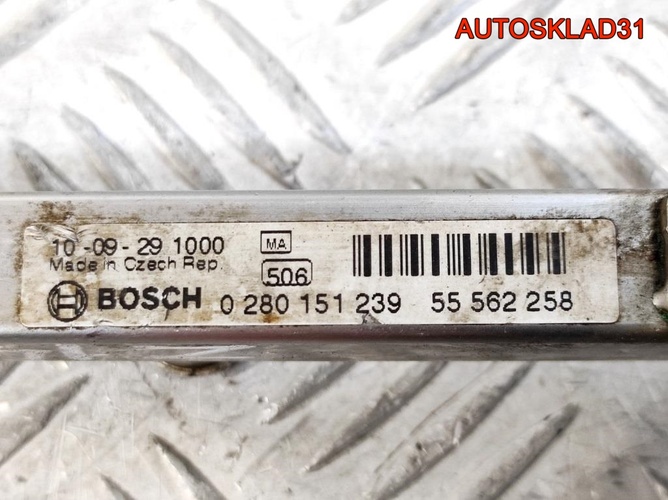 AUTOSKLAD31
10-09-29 1000 MA
Made in Czech Rep. 506
BOSCH 0 280 151 239 55 562 258